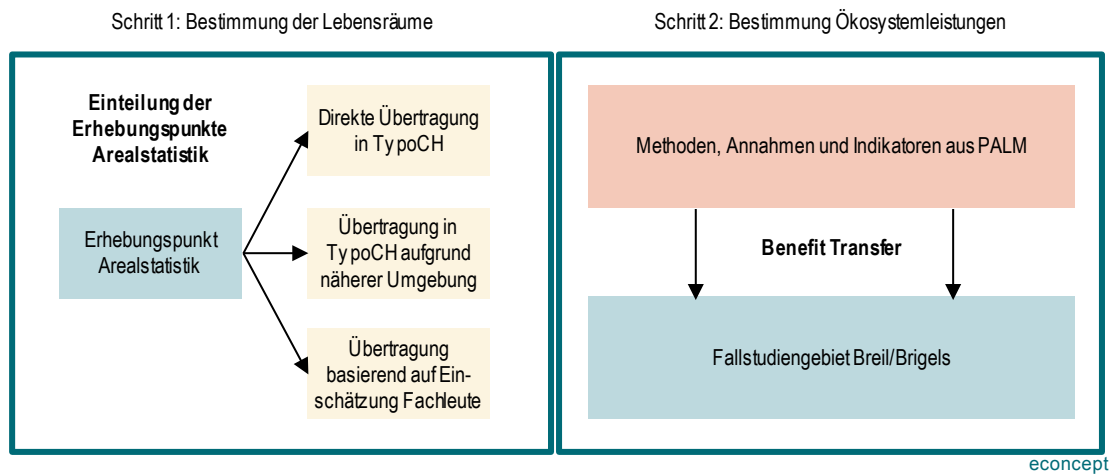 Schritt 1: Bestimmung der Lebensräume
Schritt 2: Bestimmung Ökosystemleistungen
Einteilung der
Erhebungspunkte
Arealstatistik
Erhebungspunkt
Arealstatistik
Direkte Übertragung
in TypoCH
Übertragung in
TypoCH aufgrund
näherer Umgebung
Übertragung
basierend auf Ein-
schätzung Fachleute
Methoden, Annahmen und Indikatoren aus PALM
Benefit Transfer
Fallstudiengebiet Breil/Brigels
econcept